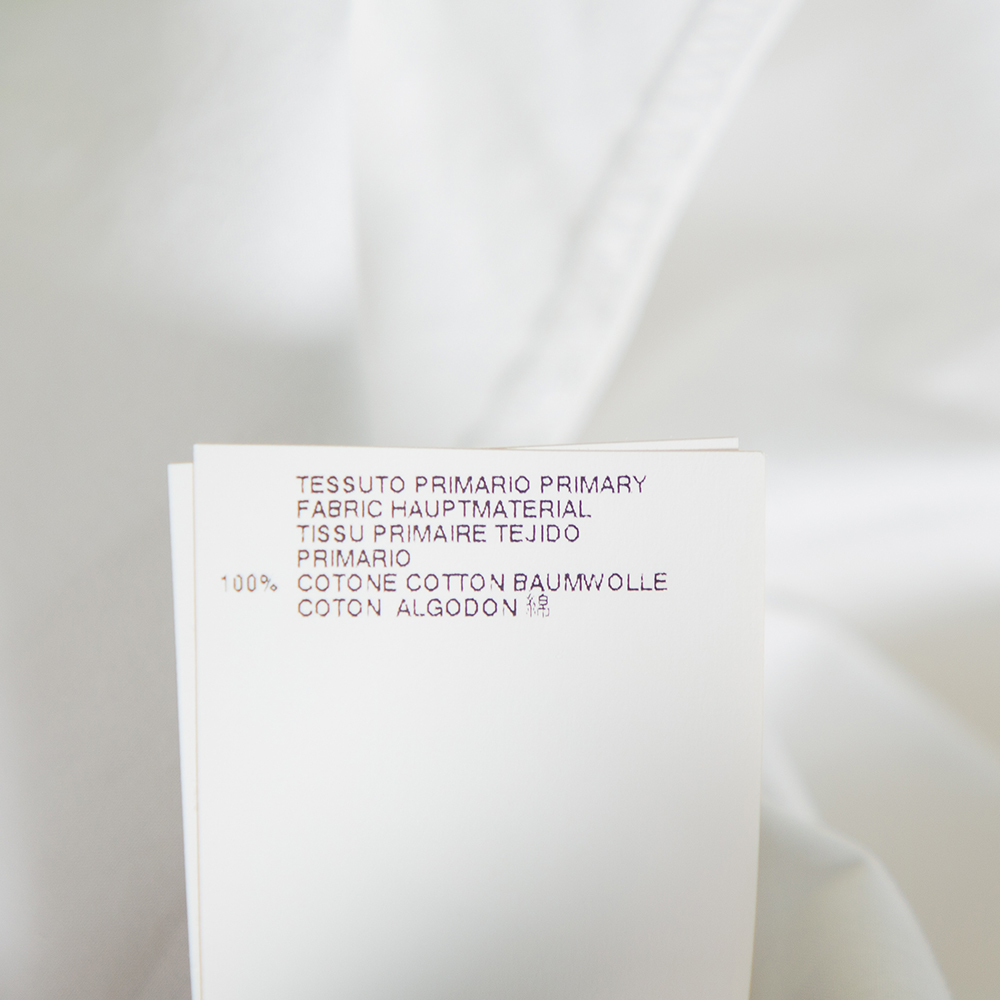 TESSUTO PRIMARIO PRIMARY
FABRIC HAUPTMATERIAL
TISSU PRIMAIRE TEJIDO
PRIMARIO
100% COTONE COTTON BAUMWOLLE
COTON ALGODON 綿